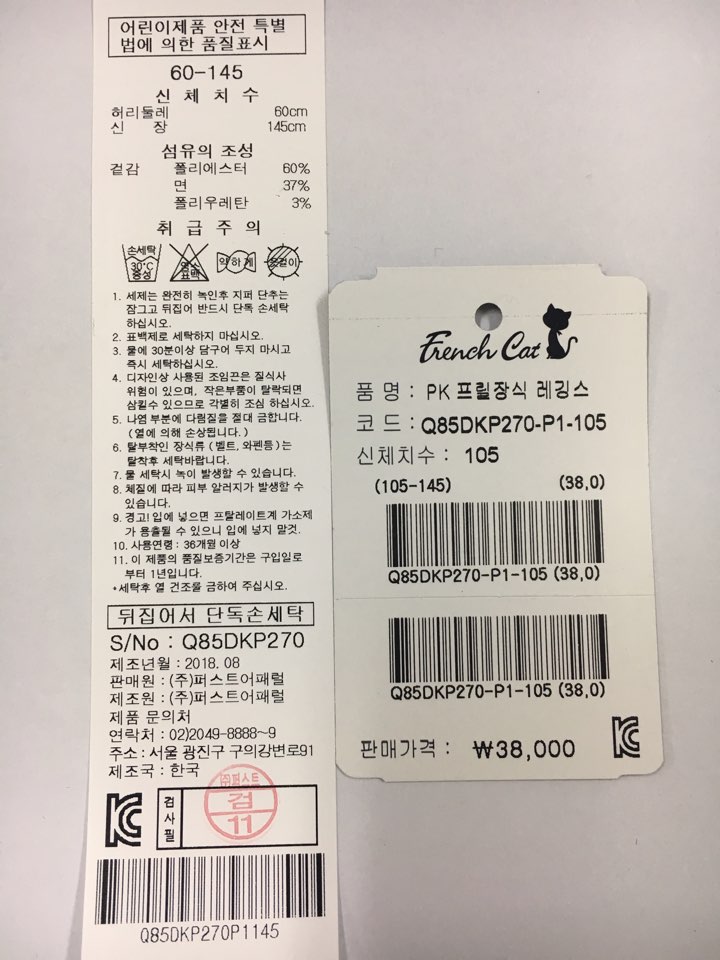 어린이제품 안전 특별
법에 의한 품질표시
60-145
신 체 치 수
허리둘레 60cm
신 장 145cm
섬유의 조성
겉감 폴리에스터 60%
면 37%
폴리우레탄 3%
취 급 주 의
손세탁 30℃ 중성 염소 표백 약하게 옷걸이
1. 세제는 완전히 녹인후 지퍼 단추는
잠그고 뒤집어 반드시 단독 손세탁
하십시오.
2. 표백제로 세탁하지 마십시오.
3. 물에 30분이상 담구어 두지 마시고
즉시 세탁하십시오.
4. 디자인상 사용된 조임끈은 질식사
위험이 있으며, 작은부품이 탈락되면
삼킬수 있으므로 각별히 조심 하십시오.
5. 나염 부분에 다림질을 절대 금합니다.
(열에 의해 손상됩니다.)
6. 탈부착인 장식류(벨트, 와펜등)는
탈착후 세탁바랍니다.
7. 물 세탁시 녹이 발생할 수 있습니다.
8. 체질에 따라 피부 알러지가 발생할 수
있습니다.
9. 경고! 입에 넣으면 프탈레이트계 가소제
가 용출될 수 있으니 입에 넣지 말것.
10. 사용연령 : 36개월 이상
11. 이 제품의 품질보증기간은 구입일로
부터 1년입니다.
*세탁후 열 건조를 금하여 주십시오.
뒤집어서 단독손세탁
S/No : Q85DKP270
제조년월 : 2018. 08
판매원 : (주)퍼스트어패럴
제조원 : (주)퍼스트어패럴
제품 문의처
연락처 : 02)2049-8888~9
주소 : 서울 광진구 구의강변로91
제조국 : 한국
검사필
㈜퍼스트
검
11
Q85DKP270P1145
French Cat
품 명 : PK 프릴장식 레깅스
코 드 : Q85DKP270-P1-105
신체치수 : 105
(105-145) (38,0)
Q85DKP270-P1-105 (38,0)
Q85DKP270-P1-105 (38,0)
판매가격 : ₩38,000